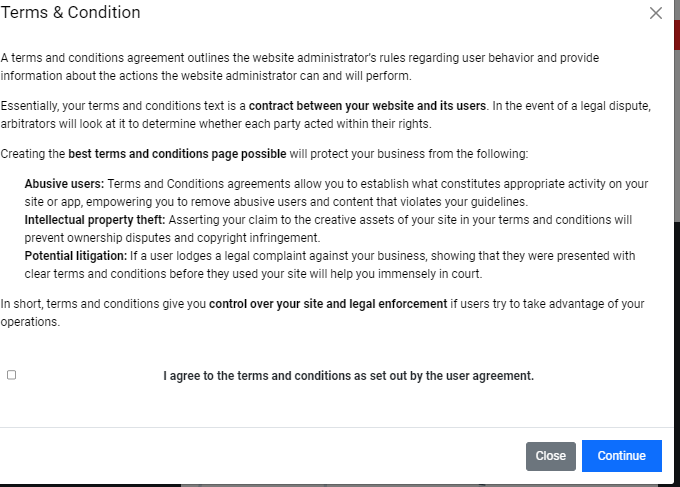 Terms & Condition
A terms and conditions agreement outlines the website administrator's rules regarding user behavior and provide
information about the actions the website administrator can and will perform.
Essentially, your terms and conditions text is a contract between your website and its users. In the event of a legal dispute,
arbitrators will look at it to determine whether each party acted within their rights.
Creating the best terms and conditions page possible will protect your business from the following:
Abusive users: Terms and Conditions agreements allow you to establish what constitutes appropriate activity on your
site or app, empowering you to remove abusive users and content that violates your guidelines.
Intellectual property theft: Asserting your claim to the creative assets of your site in your terms and conditions will
prevent ownership disputes and copyright infringement.
Potential litigation: If a user lodges a legal complaint against your business, showing that they were presented with
clear terms and conditions before they used your site will help you immensely in court.
In short, terms and conditions give you control over your site and legal enforcement if users try to take advantage of your
operations.
I agree to the terms and conditions as set out by the user agreement.
Close Continue